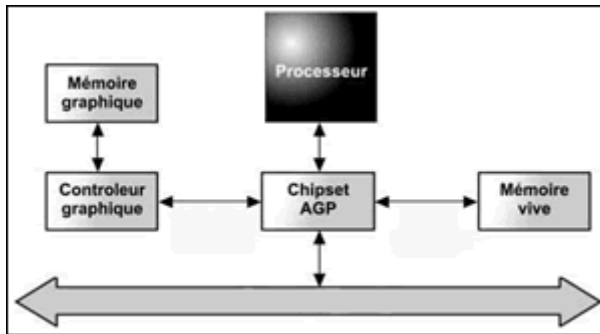 Processeur
Mémoire
graphique
Controleur
graphique
Chipset
AGP
Mémoire
vive